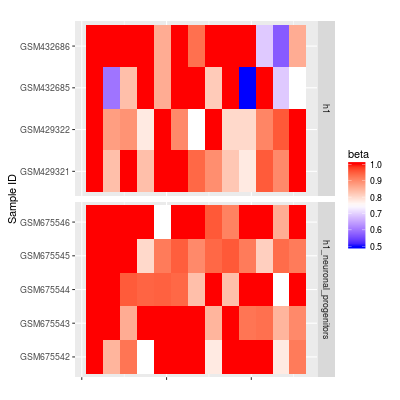 GSM432686
GSM432685
GSM429322
GSM429321
h1
GSM675546
GSM675545
GSM675544
GSM675543
GSM675542
h1_neuronal_progenitors
Sample ID
beta
1.0
0.9
0.8
0.7
0.6
0.5